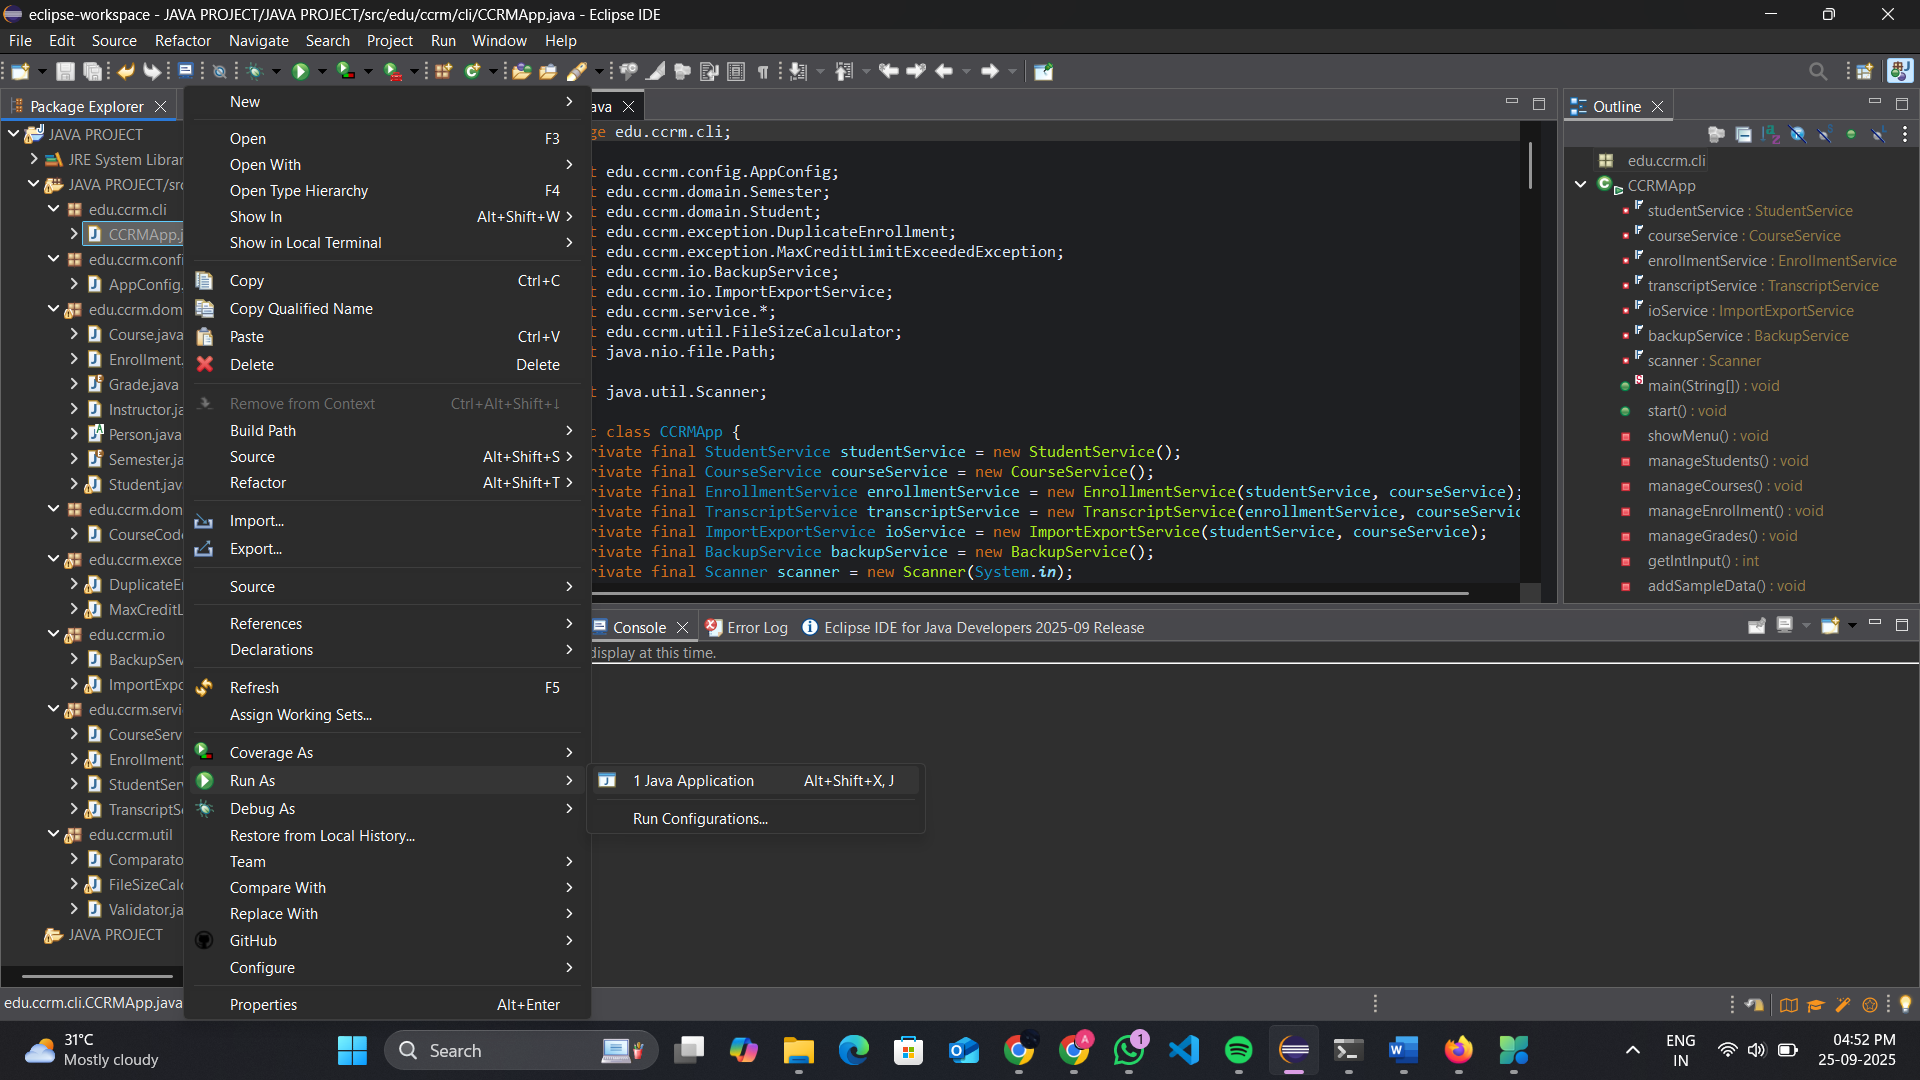 eclipse-workspace - JAVA PROJECT/JAVA PROJECT/src/edu/ccrm/cli/CCRMApp.java - Eclipse IDE
File Edit Source Refactor Navigate Search Project Run Window Help
Package Explorer
JAVA PROJECT
JRE System Librar
JAVA PROJECT/src
edu.ccrm.cli
CCRMApp.j
edu.ccrm.confi
AppConfig.
edu.ccrm.dom
Course.java
Enrollment.
Grade.java
Instructor.ja
Person.java
Semester.ja
Student.jav
edu.ccrm.dom
CourseCode
edu.ccrm.exce
DuplicateEn
MaxCreditL
edu.ccrm.io
BackupServ
ImportExpo
edu.ccrm.servi
CourseServ
Enrollment
StudentServ
TranscriptSe
edu.ccrm.util
Comparato
FileSizeCalc
Validator.ja
JAVA PROJECT
New
Open F3
Open With
Open Type Hierarchy F4
Show In Alt+Shift+W
Show in Local Terminal
Copy Ctrl+C
Copy Qualified Name
Paste Ctrl+V
Delete Delete
Remove from Context Ctrl+Alt+Shift+↓
Build Path
Source Alt+Shift+S
Refactor Alt+Shift+T
Import...
Export...
Source
References
Declarations
Refresh F5
Assign Working Sets...
Coverage As
Run As
Debug As
Restore from Local History...
Team
Compare With
Replace With
GitHub
Configure
Properties Alt+Enter
1 Java Application Alt+Shift+X, J
Run Configurations...
ava
ge edu.ccrm.cli;
t edu.ccrm.config.AppConfig;
t edu.ccrm.domain.Semester;
t edu.ccrm.domain.Student;
t edu.ccrm.exception.DuplicateEnrollment;
t edu.ccrm.exception.MaxCreditLimitExceededException;
t edu.ccrm.io.BackupService;
t edu.ccrm.io.ImportExportService;
t edu.ccrm.service.*;
t edu.ccrm.util.FileSizeCalculator;
t java.nio.file.Path;
t java.util.Scanner;
c class CCRMApp {
rivate final StudentService studentService = new StudentService();
rivate final CourseService courseService = new CourseService();
rivate final EnrollmentService enrollmentService = new EnrollmentService(studentService, courseService);
rivate final TranscriptService transcriptService = new TranscriptService(enrollmentService, courseServic
rivate final ImportExportService ioService = new ImportExportService(studentService, courseService);
rivate final BackupService backupService = new BackupService();
rivate final Scanner scanner = new Scanner(System.in);
Console Error Log Eclipse IDE for Java Developers 2025-09 Release
display at this time.
Outline
edu.ccrm.cli
CCRMApp
studentService : StudentService
courseService : CourseService
enrollmentService : EnrollmentService
transcriptService : TranscriptService
ioService : ImportExportService
backupService : BackupService
scanner : Scanner
main(String[]) : void
start() : void
showMenu() : void
manageStudents() : void
manageCourses() : void
manageEnrollment() : void
manageGrades() : void
getIntInput() : int
addSampleData() : void
edu.ccrm.cli.CCRMApp.java
31°C
Mostly cloudy
Search
A
1
ENG
IN
04:52 PM
25-09-2025